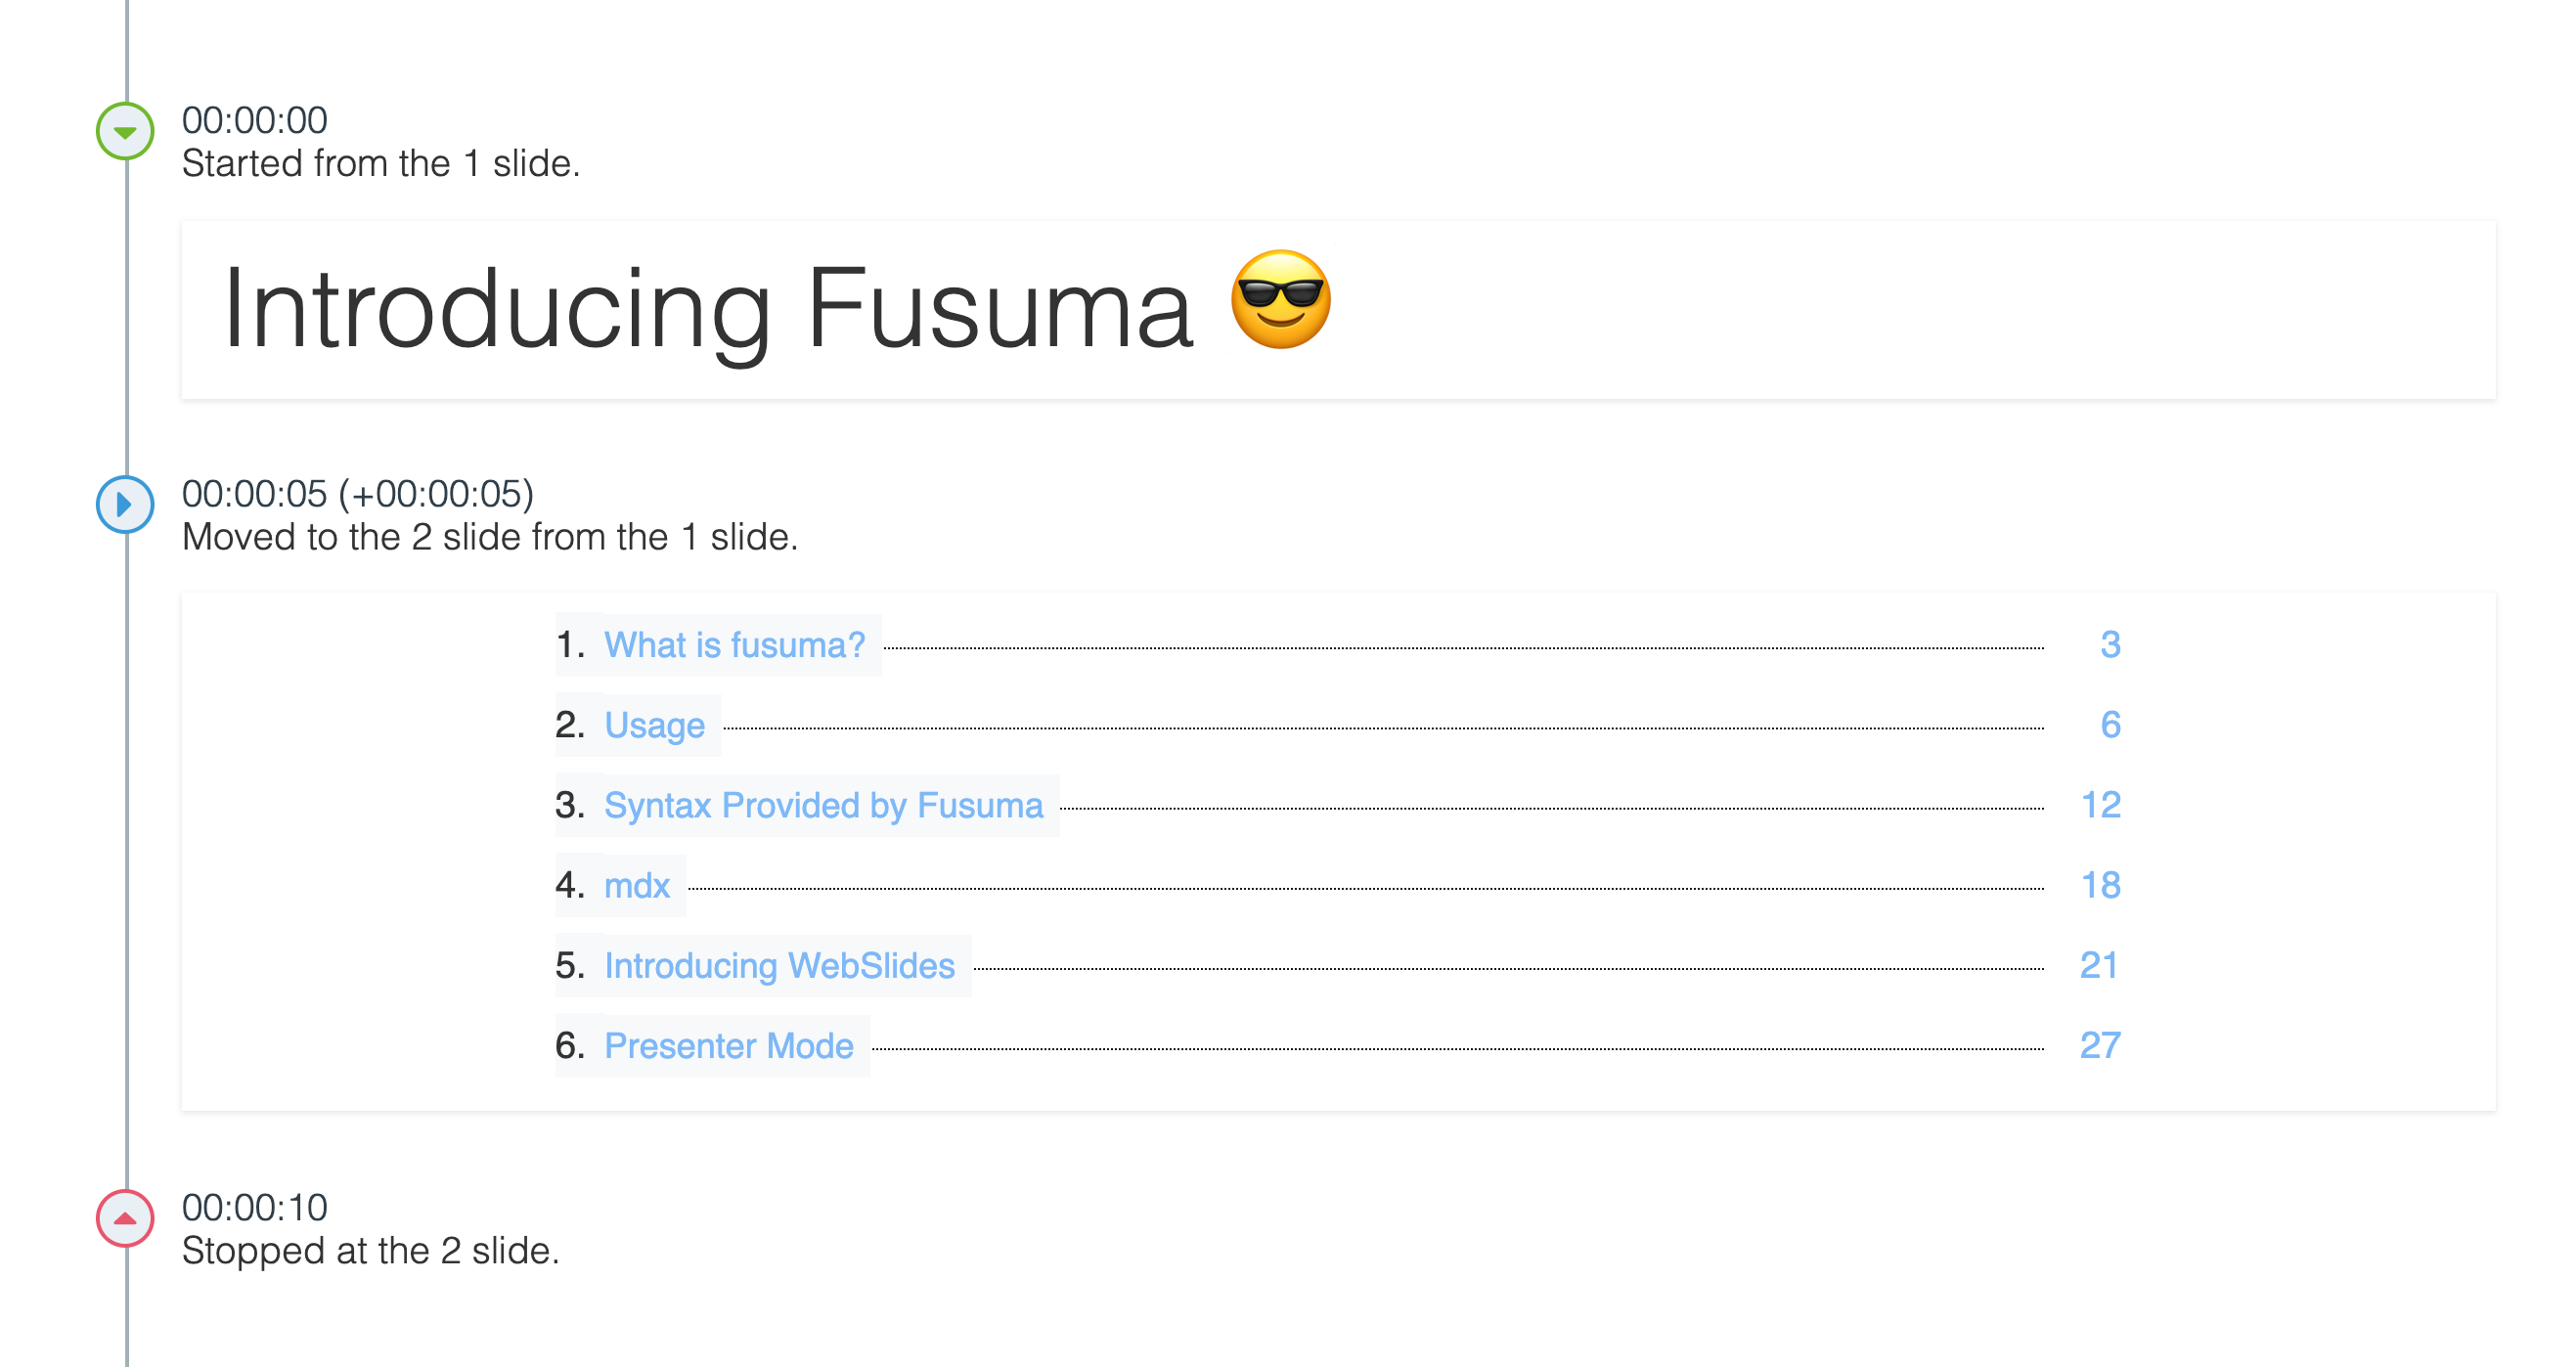 00:00:00
Started from the 1 slide.
Introducing Fusuma 😎
00:00:05 (+00:00:05)
Moved to the 2 slide from the 1 slide.
1. What is fusuma? 3
2. Usage 6
3. Syntax Provided by Fusuma 12
4. mdx 18
5. Introducing WebSlides 21
6. Presenter Mode 27
00:00:10
Stopped at the 2 slide.